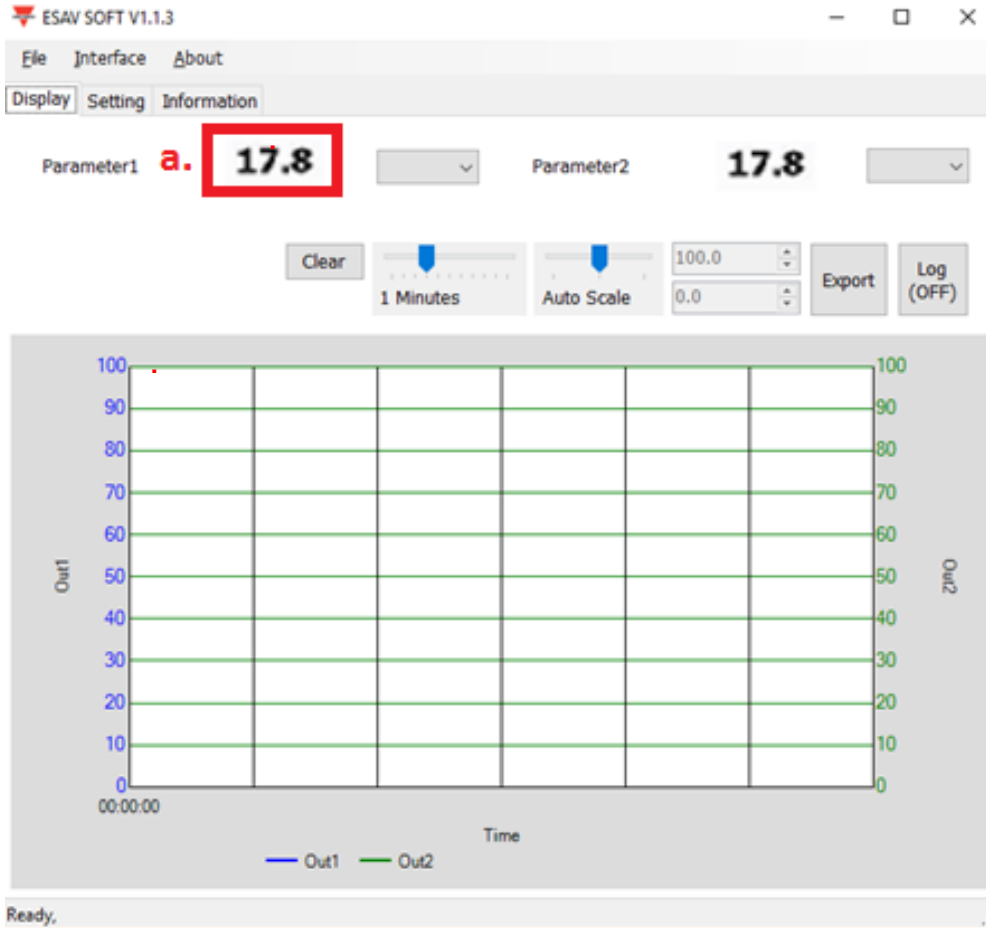 ESAV SOFT V1.1.3
File Interface About
Display Setting Information
Parameter1 a. 17.8 Parameter2 17.8
Clear 1 Minutes Auto Scale 100.0 0.0 Export Log (OFF)
100 100
90 90
80 80
70 70
60 60
50 50
40 40
30 30
20 20
10 10
0 0
Out1
Out2
00:00:00
Time
Out1 Out2
Ready,